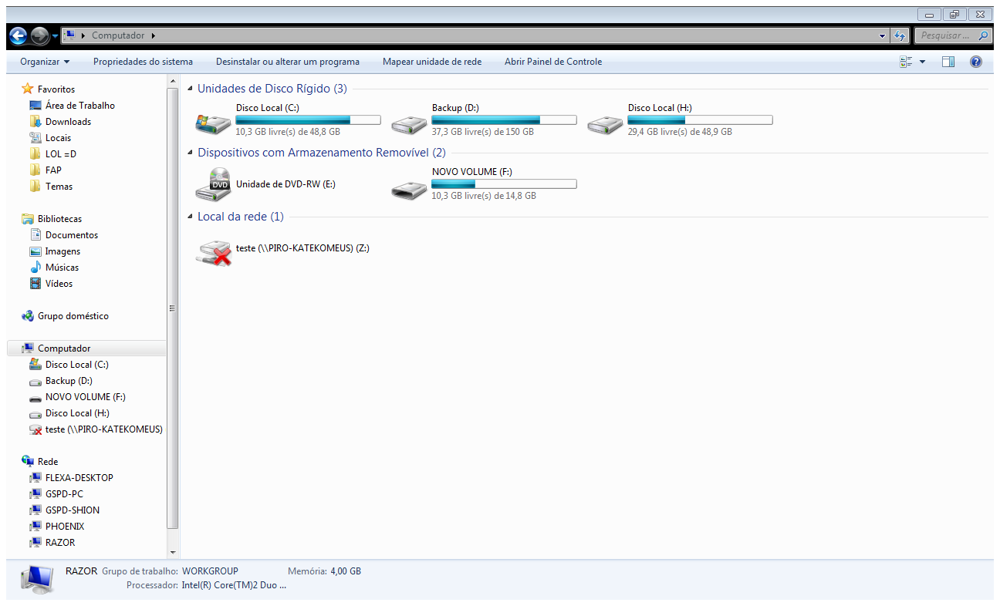 Computador
Pesquisar ...
Organizar
Propriedades do sistema
Desinstalar ou alterar um programa
Mapear unidade de rede
Abrir Painel de Controle
Favoritos
Área de Trabalho
Downloads
Locais
LOL =D
FAP
Temas
Bibliotecas
Documentos
Imagens
Músicas
Vídeos
Grupo doméstico
Computador
Disco Local (C:)
Backup (D:)
NOVO VOLUME (F:)
Disco Local (H:)
teste (\\PIRO-KATEKOMEUS)
Rede
FLEXA-DESKTOP
GSPD-PC
GSPD-SHION
PHOENIX
RAZOR
Unidades de Disco Rígido (3)
Disco Local (C:)
10,3 GB livre(s) de 48,8 GB
Backup (D:)
37,3 GB livre(s) de 150 GB
Disco Local (H:)
29,4 GB livre(s) de 48,9 GB
Dispositivos com Armazenamento Removível (2)
DVD
Unidade de DVD-RW (E:)
NOVO VOLUME (F:)
10,3 GB livre(s) de 14,8 GB
Local da rede (1)
teste (\\PIRO-KATEKOMEUS) (Z:)
RAZOR Grupo de trabalho: WORKGROUP Memória: 4,00 GB
Processador: Intel(R) Core(TM)2 Duo ...